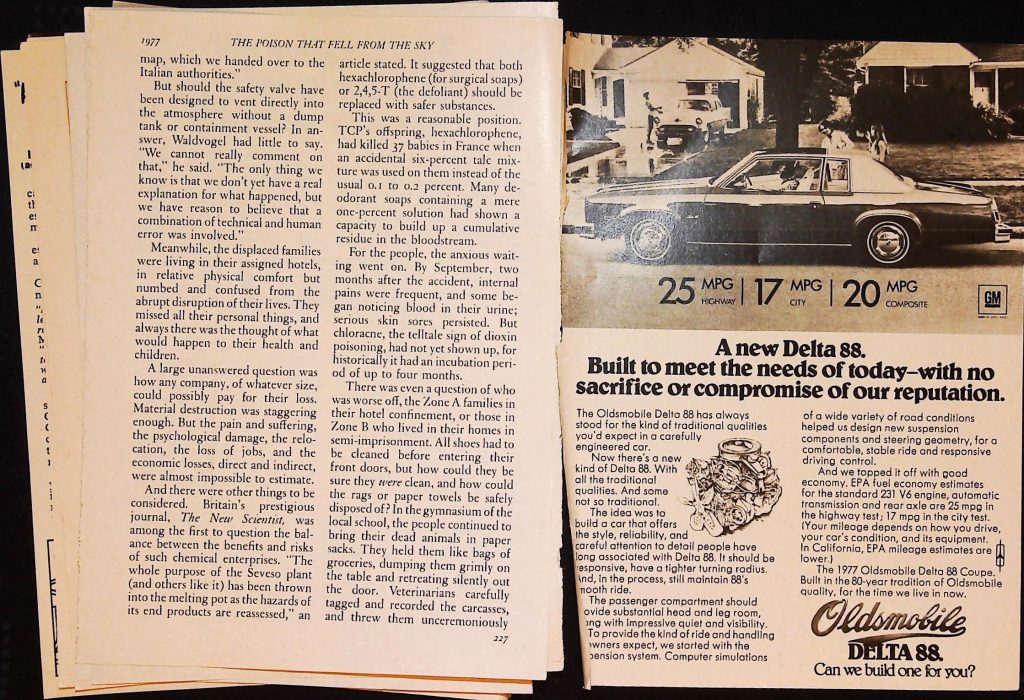 1977 THE POISON THAT FELL FROM THE SKY
map, which we handed over to the
Italian authorities."
But should the safety valve have
been designed to vent directly into
the atmosphere without a dump
tank or containment vessel? In an-
swer, Waldvogel had little to say.
"We cannot really comment on
that," he said. "The only thing we
know is that we don't yet have a real
explanation for what happened, but
we have reason to believe that a
combination of technical and human
error was involved."
Meanwhile, the displaced families
were living in their assigned hotels,
in relative physical comfort but
numbed and confused from the
abrupt disruption of their lives. They
missed all their personal things, and
always there was the thought of what
would happen to their health and
children.
A large unanswered question was
how any company, of whatever size,
could possibly pay for their loss.
Material destruction was staggering
enough. But the pain and suffering,
the psychological damage, the relo-
cation, the loss of jobs, and the
economic losses, direct and indirect,
were almost impossible to estimate.
And there were other things to be
considered. Britain's prestigious
journal, The New Scientist, was
among the first to question the bal-
ance between the benefits and risks
of such chemical enterprises. "The
whole purpose of the Seveso plant
(and others like it) has been thrown
into the melting pot as the hazards of
its end products are reassessed," an
article stated. It suggested that both
hexachlorophene (for surgical soaps)
or 2,4,5-T (the defoliant) should be
replaced with safer substances.
This was a reasonable position.
TCP's offspring, hexachlorophene,
had killed 37 babies in France when
an accidental six-percent talc mix-
ture was used on them instead of the
usual 0.1 to 0.2 percent. Many de-
odorant soaps containing a mere
one-percent solution had shown a
capacity to build up a cumulative
residue in the bloodstream.
For the people, the anxious wait-
ing went on. By September, two
months after the accident, internal
pains were frequent, and some be-
gan noticing blood in their urine;
serious skin sores persisted. But
chloracne, the telltale sign of dioxin
poisoning, had not yet shown up, for
historically it had an incubation peri-
od of up to four months.
There was even a question of who
was worse off, the Zone A families in
their hotel confinement, or those in
Zone B who lived in their homes in
semi-imprisonment. All shoes had to
be cleaned before entering their
front doors, but how could they be
sure they were clean, and how could
the rags or paper towels be safely
disposed of? In the gymnasium of the
local school, the people continued to
bring their dead animals in paper
sacks. They held them like bags of
groceries, dumping them grimly on
the table and retreating silently out
the door. Veterinarians carefully
tagged and recorded the carcasses,
and threw them unceremoniously
227
25 MPG HIGHWAY | 17 MPG CITY | 20 MPG COMPOSITE
GM
A new Delta 88.
Built to meet the needs of today—with no
sacrifice or compromise of our reputation.
The Oldsmobile Delta 88 has always
stood for the kind of traditional qualities
you'd expect in a carefully
engineered car.
Now there's a new
kind of Delta 88. With
all the traditional
qualities. And some
not so traditional.
The idea was to
build a car that offers
the style, reliability, and
careful attention to detail people have
long associated with Delta 88. It should be
responsive, have a tighter turning radius.
And, in the process, still maintain 88's
smooth ride.
The passenger compartment should
provide substantial head and leg room,
along with impressive quiet and visibility.
To provide the kind of ride and handling
owners expect, we started with the
suspension system. Computer simulations
of a wide variety of road conditions
helped us design new suspension
components and steering geometry, for a
comfortable, stable ride and responsive
driving control.
And we topped it off with good
economy. EPA fuel economy estimates
for the standard 231 V6 engine, automatic
transmission and rear axle are 25 mpg in
the highway test; 17 mpg in the city test.
(Your mileage depends on how you drive,
your car's condition, and its equipment.
In California, EPA mileage estimates are
lower.)
The 1977 Oldsmobile Delta 88 Coupe.
Built in the 80-year tradition of Oldsmobile
quality, for the time we live in now.
Oldsmobile
DELTA 88.
Can we build one for you?